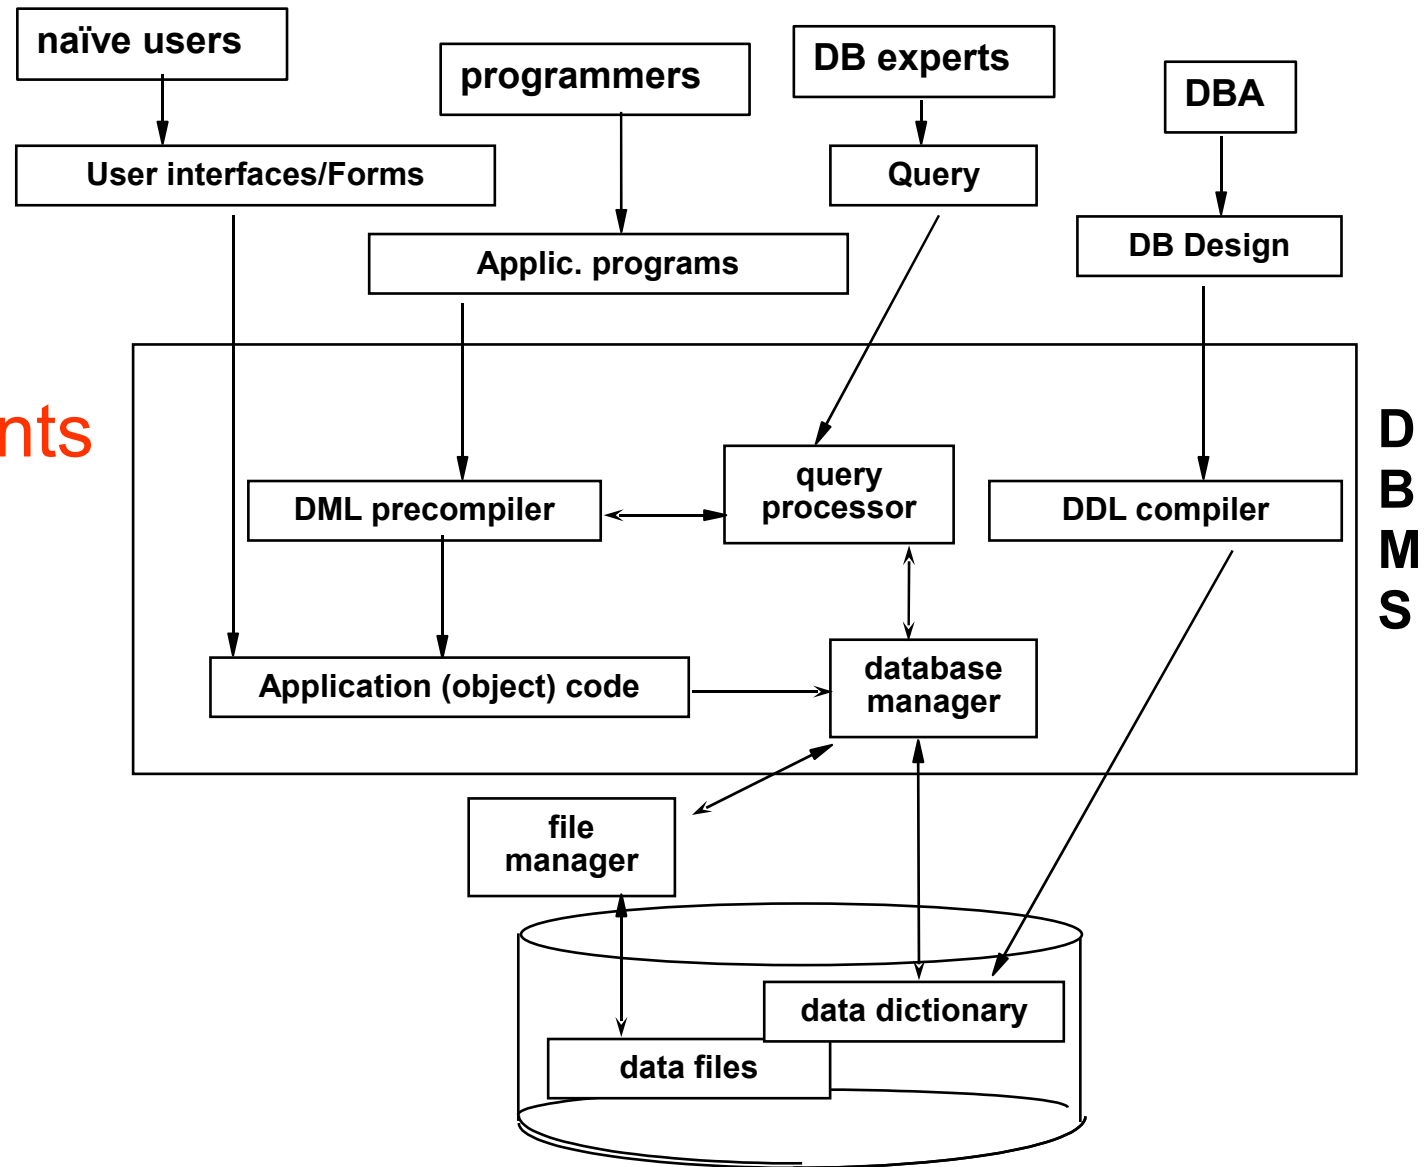 naïve users
programmers
DB experts
DBA
User interfaces/Forms
Query
Applic. programs
DB Design
nts
D
B
M
S
query
processor
DML precompiler
DDL compiler
Application (object) code
database
manager
file
manager
data dictionary
data files